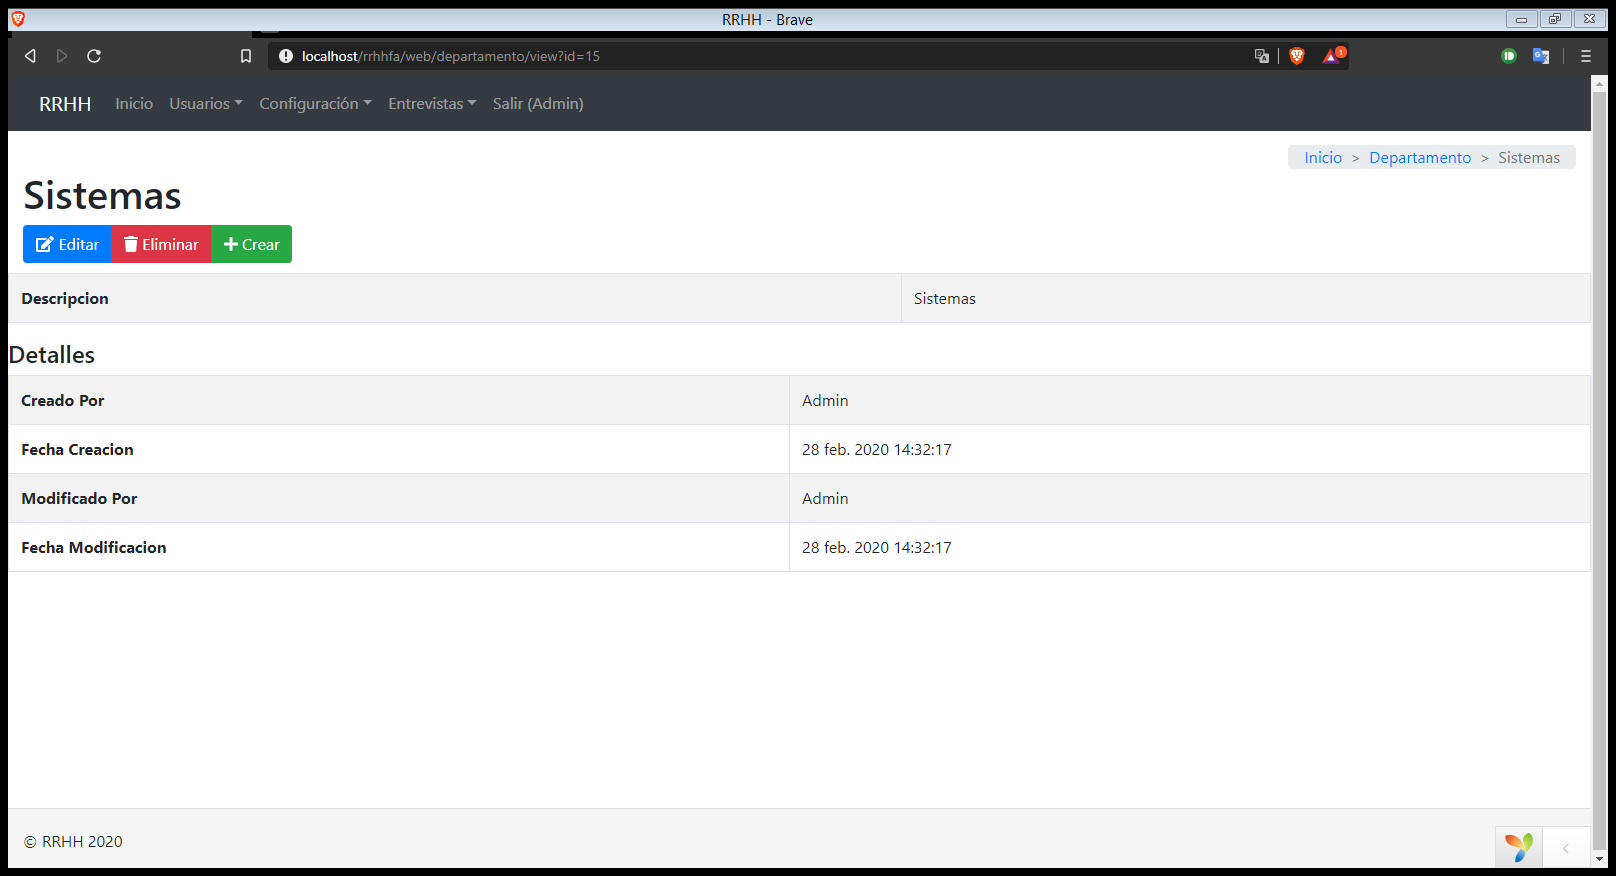 RRHH - Brave
localhost/rrhhfa/web/departamento/view?id=15
1
RRHH Inicio Usuarios Configuración Entrevistas Salir (Admin)
Inicio > Departamento > Sistemas
Sistemas
Editar Eliminar Crear
Descripcion Sistemas
Detalles
Creado Por Admin
Fecha Creacion 28 feb. 2020 14:32:17
Modificado Por Admin
Fecha Modificacion 28 feb. 2020 14:32:17
© RRHH 2020